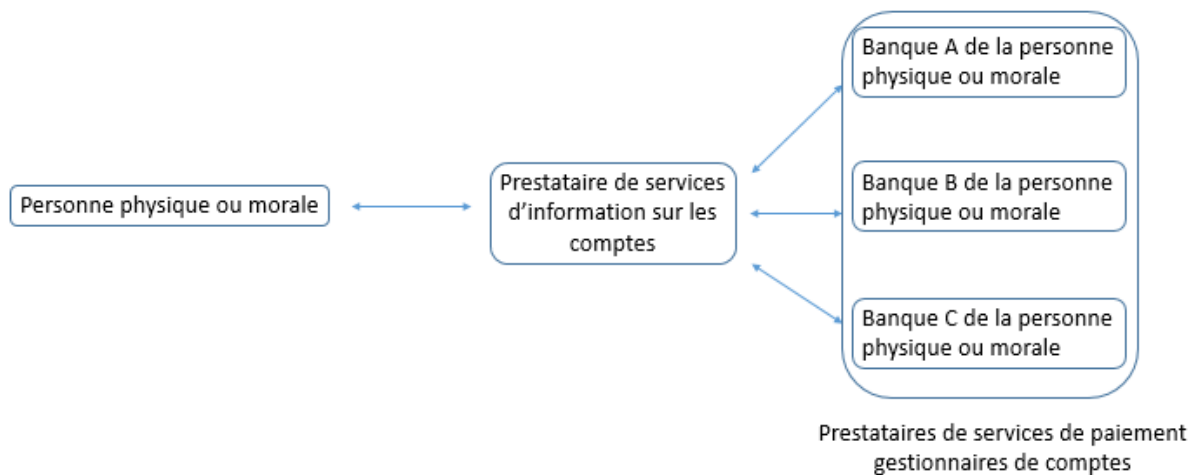 Personne physique ou morale
Prestataire de services
d’information sur les
comptes
Banque A de la personne
physique ou morale
Banque B de la personne
physique ou morale
Banque C de la personne
physique ou morale
Prestataires de services de paiement
gestionnaires de comptes